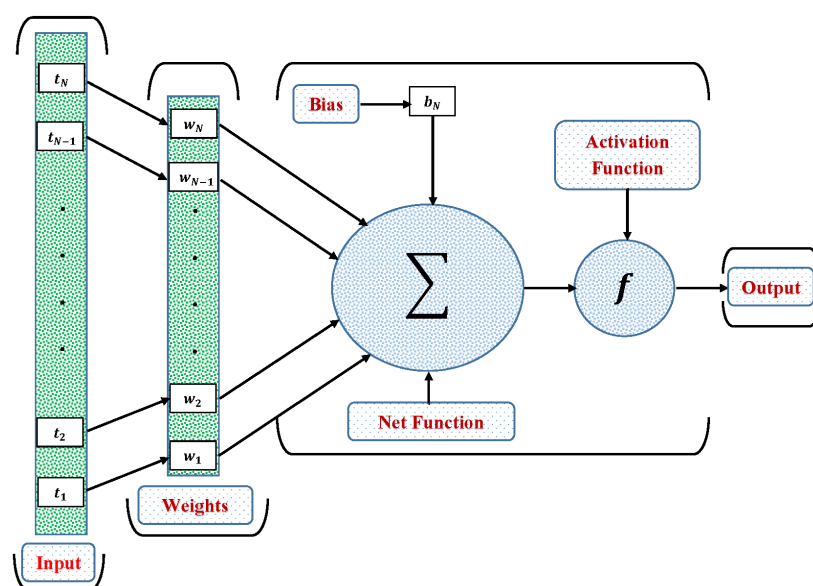 t_N
t_{N-1}
t_2
t_1
Input
w_N
w_{N-1}
w_2
w_1
Weights
Bias
b_N
∑
Net Function
Activation
Function
f
Output